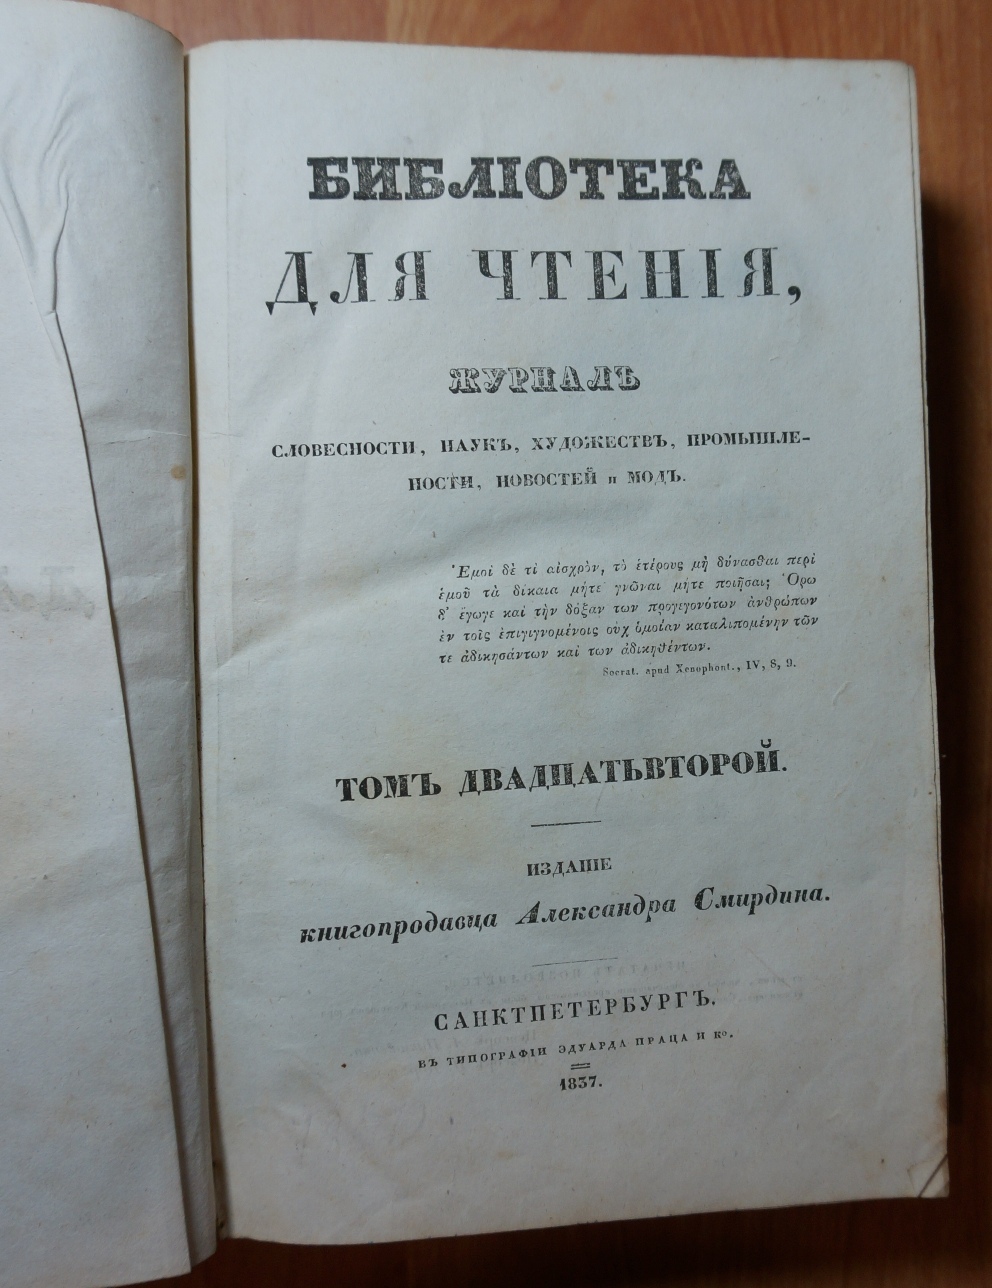 БИБЛІОТЕКА
ДЛЯ ЧТЕНІЯ,
ЖУРНАЛЪ
СЛОВЕСНОСТИ, НАУКЪ, ХУДОЖЕСТВЪ, ПРОМЫШЛЕ-
НОСТИ, НОВОСТЕЙ и МОДЪ.
Ἐμοὶ δὲ τί αἰσχρὸν, τὸ ἑτέρους μὴ δύνασθαι περὶ
ἐμοῦ τὰ δίκαια μήτε γνῶναι μήτε ποιῆσαι; Ὁρω
δ' ἔγωγε καὶ τὴν δόξαν των προγεγονότων ἀνθρώπων
ἐν τοῖς ἐπιγιγνομένοις οὐχ ὁμοίαν καταλιπομένην τῶν
τε ἀδικησάντων καὶ των ἀδικηθέντων.
Socrat. apud Xenophont., IV, 8, 9.
ТОМЪ ДВАДЦАТЬВТОРОЙ.
ИЗДАНІЕ
книгопродавца Александра Смирдина.
САНКТПЕТЕРБУРГЪ.
ВЪ ТИПОГРАФІИ ЭДУАРДА ПРАЦА И Ко.
1837.